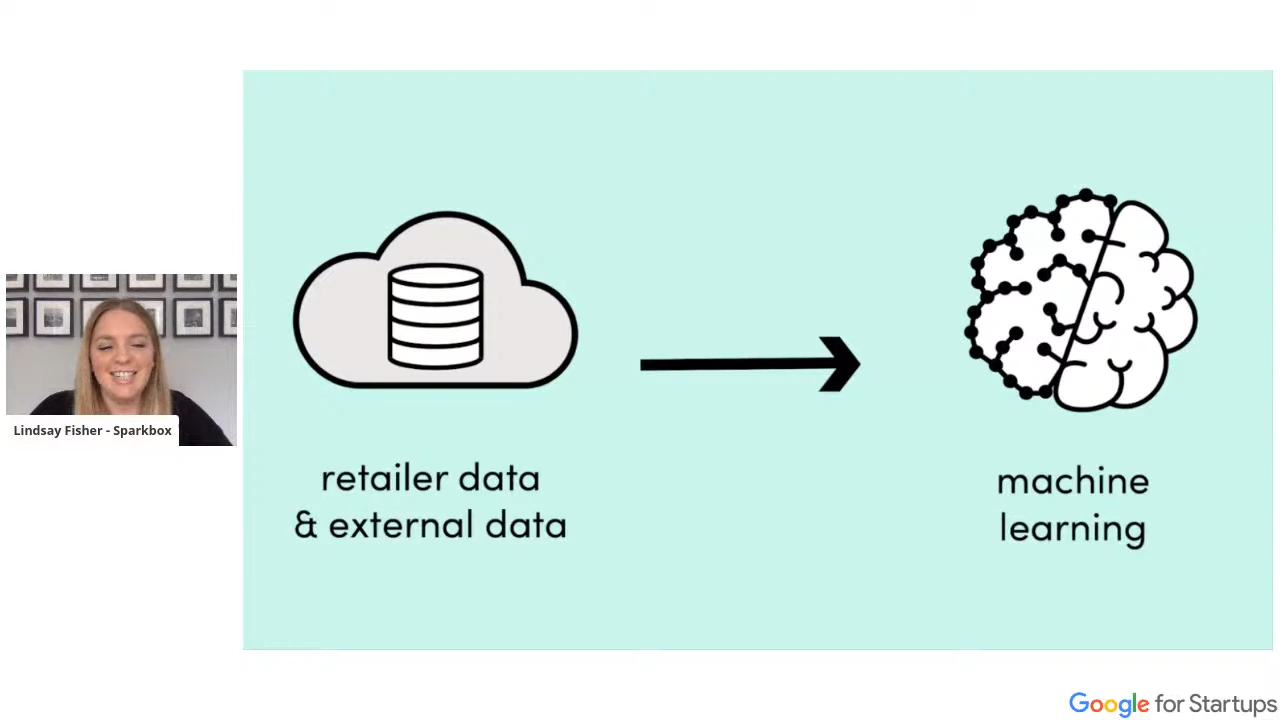 Lindsay Fisher - Sparkbox
retailer data
& external data
machine
learning
Google for Startups